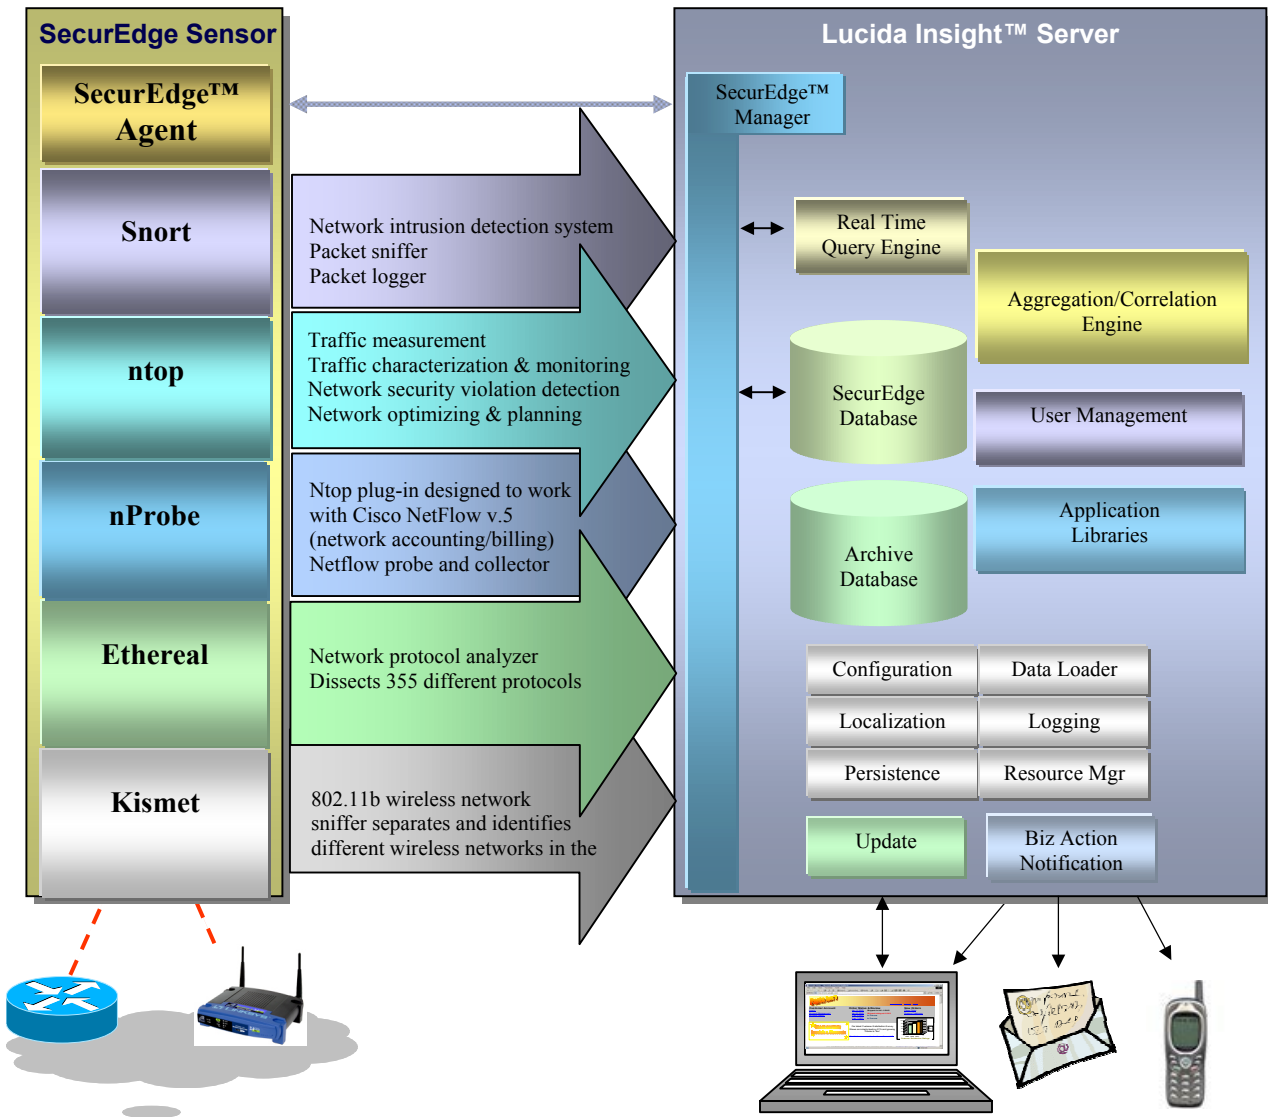 SecurEdge Sensor
SecurEdge™
Agent
Snort
ntop
nProbe
Ethereal
Kismet
Network intrusion detection system
Packet sniffer
Packet logger
Traffic measurement
Traffic characterization & monitoring
Network security violation detection
Network optimizing & planning
Ntop plug-in designed to work
with Cisco NetFlow v.5
(network accounting/billing)
Netflow probe and collector
Network protocol analyzer
Dissects 355 different protocols
802.11b wireless network
sniffer separates and identifies
different wireless networks in the
Lucida Insight™ Server
SecurEdge™
Manager
Real Time
Query Engine
Aggregation/Correlation
Engine
SecurEdge
Database
User Management
Archive
Database
Application
Libraries
Configuration
Data Loader
Localization
Logging
Persistence
Resource Mgr
Update
Biz Action
Notification